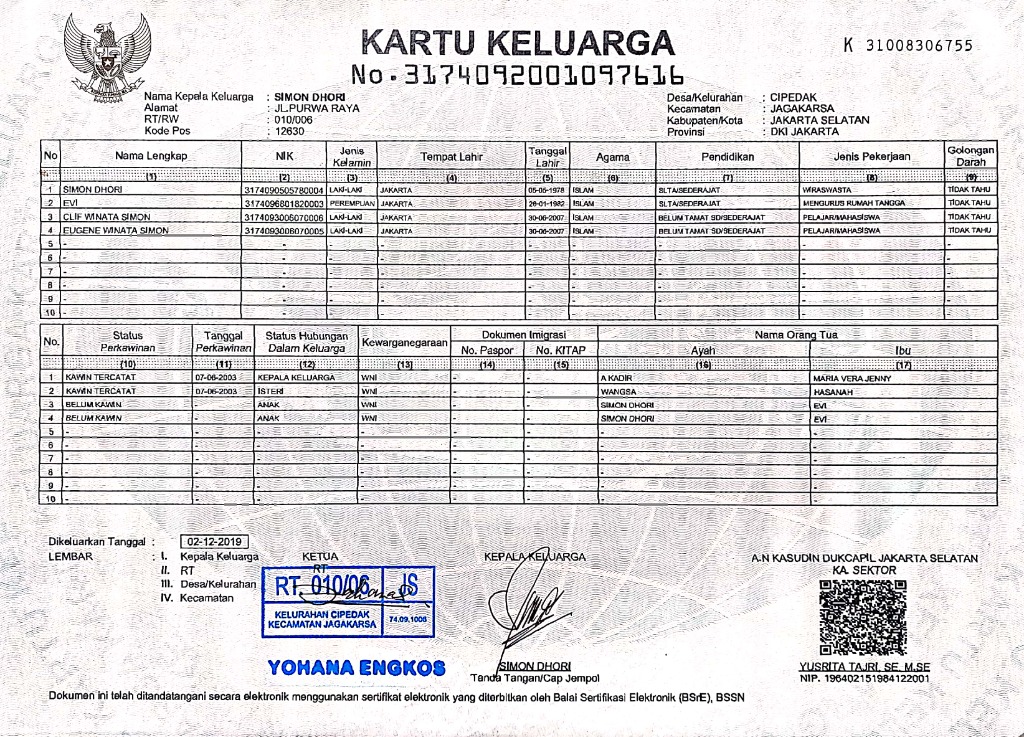 KARTU KELUARGA
No. 3174092001097616
K 31008306755
Nama Kepala Keluarga : SIMON DHORI
Alamat : JL.PURWA RAYA
RT/RW : 010/006
Kode Pos : 12630
Desa/Kelurahan : CIPEDAK
Kecamatan : JAGAKARSA
Kabupaten/Kota : JAKARTA SELATAN
Provinsi : DKI JAKARTA
No Nama Lengkap NIK Jenis Kelamin Tempat Lahir Tanggal Lahir Agama Pendidikan Jenis Pekerjaan Golongan Darah
(1) (2) (3) (4) (5) (6) (7) (8) (9)
1 SIMON DHORI 3174090505780004 LAKI-LAKI JAKARTA 05-05-1978 ISLAM SLTA/SEDERAJAT WIRASWASTA TIDAK TAHU
2 EVI 3174096801820003 PEREMPUAN JAKARTA 28-01-1982 ISLAM SLTA/SEDERAJAT MENGURUS RUMAH TANGGA TIDAK TAHU
3 CLIF WINATA SIMON 3174093006070006 LAKI-LAKI JAKARTA 30-06-2007 ISLAM BELUM TAMAT SD/SEDERAJAT PELAJAR/MAHASISWA TIDAK TAHU
4 EUGENE WINATA SIMON 3174093006070005 LAKI-LAKI JAKARTA 30-06-2007 ISLAM BELUM TAMAT SD/SEDERAJAT PELAJAR/MAHASISWA TIDAK TAHU
5 - - - - - - - - -
6 - - - - - - - - -
7 - - - - - - - - -
8 - - - - - - - - -
9 - - - - - - - - -
10 - - - - - - - - -
No. Status Perkawinan Tanggal Perkawinan Status Hubungan Dalam Keluarga Kewarganegaraan Dokumen Imigrasi Nama Orang Tua
No. Paspor No. KITAP Ayah Ibu
(10) (11) (12) (13) (14) (15) (16) (17)
1 KAWIN TERCATAT 07-06-2003 KEPALA KELUARGA WNI - - A KADIR MARIA VERA JENNY
2 KAWIN TERCATAT 07-06-2003 ISTERI WNI - - WANGSA HASANAH
3 BELUM KAWIN - ANAK WNI - - SIMON DHORI EVI
4 BELUM KAWIN - ANAK WNI - - SIMON DHORI EVI
5 - - - - - - - -
6 - - - - - - - -
7 - - - - - - - -
8 - - - - - - - -
9 - - - - - - - -
10 - - - - - - - -
Dikeluarkan Tanggal : 02-12-2019
LEMBAR : I. Kepala Keluarga
II. RT
III. Desa/Kelurahan
IV. Kecamatan
KETUA
RT
RT 010/06 JS
KELURAHAN CIPEDAK
KECAMATAN JAGAKARSA
74.09.1006
YOHANA ENGKOS
KEPALA KELUARGA
SIMON DHORI
Tanda Tangan/Cap Jempol
A.N KASUDIN DUKCAPIL JAKARTA SELATAN
KA. SEKTOR
YUSRITA TAJRI, SE, M.SE
NIP. 196402151984122001
Dokumen ini telah ditandatangani secara elektronik menggunakan sertifikat elektronik yang diterbitkan oleh Balai Sertifikasi Elektronik (BSrE), BSSN